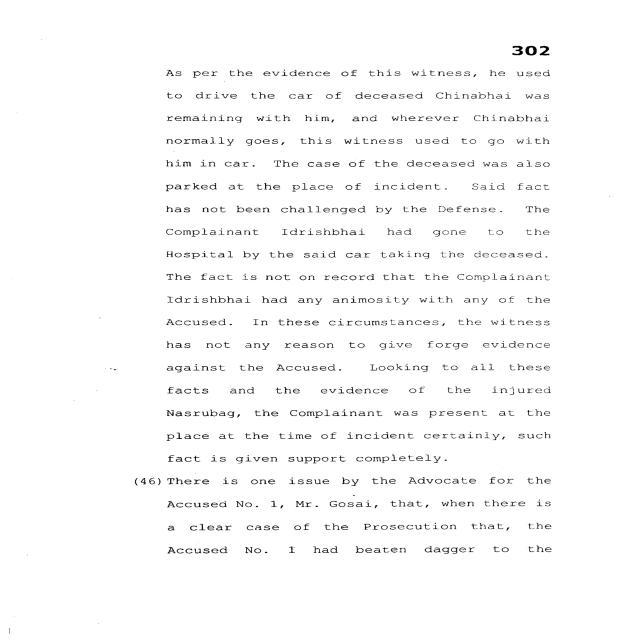 302
As per the evidence of this witness, he used
to drive the car of deceased Chinabhai was
remaining with him, and wherever Chinabhai
normally goes, this witness used to go with
him in car. The case of the deceased was also
parked at the place of incident. Said fact
has not been challenged by the Defense. The
Complainant Idrishbhai had gone to the
Hospital by the said car taking the deceased.
The fact is not on record that the Complainant
Idrishbhai had any animosity with any of the
Accused. In these circumstances, the witness
has not any reason to give forge evidence
against the Accused. Looking to all these
facts and the evidence of the injured
Nasrubag, the Complainant was present at the
place at the time of incident certainly, such
fact is given support completely.
(46) There is one issue by the Advocate for the
Accused No. 1, Mr. Gosai, that, when there is
a clear case of the Prosecution that, the
Accused No. 1 had beaten dagger to the